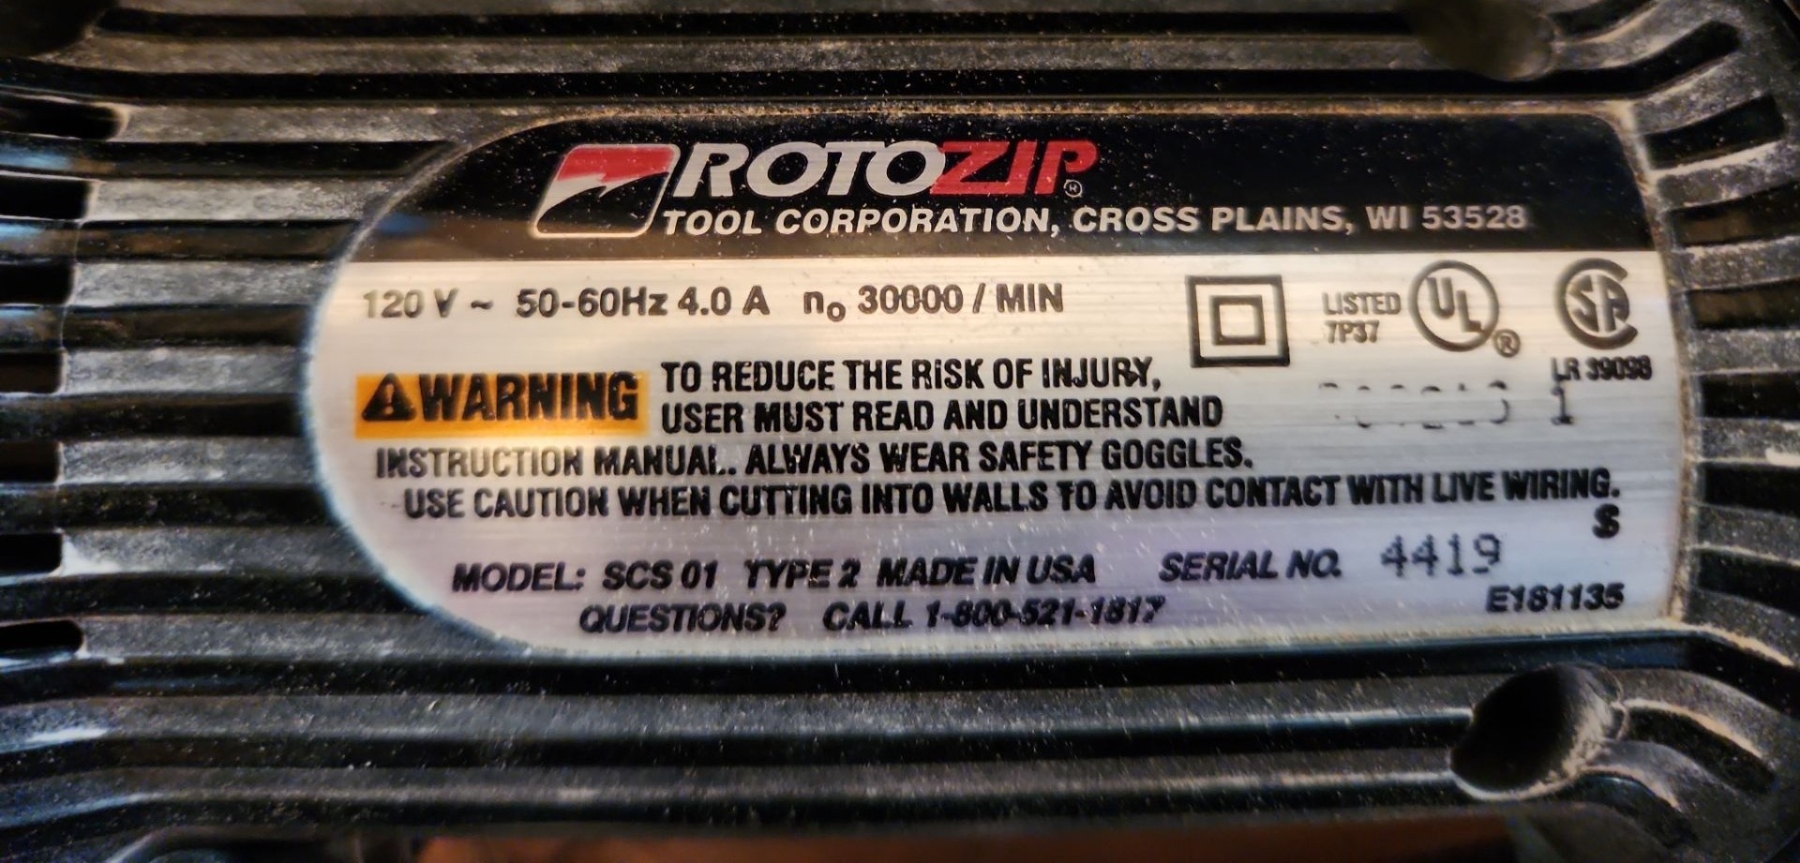 ROTOZIP®
TOOL CORPORATION, CROSS PLAINS, WI 53528
120 V ~ 50-60Hz 4.0 A n₀ 30000 / MIN
LISTED
7P37
UL®
SA
LR 39098
1
⚠WARNING TO REDUCE THE RISK OF INJURY,
USER MUST READ AND UNDERSTAND
INSTRUCTION MANUAL. ALWAYS WEAR SAFETY GOGGLES.
USE CAUTION WHEN CUTTING INTO WALLS TO AVOID CONTACT WITH LIVE WIRING.
S
MODEL: SCS 01 TYPE 2 MADE IN USA SERIAL NO. 4419
QUESTIONS? CALL 1-800-521-1817
E181135